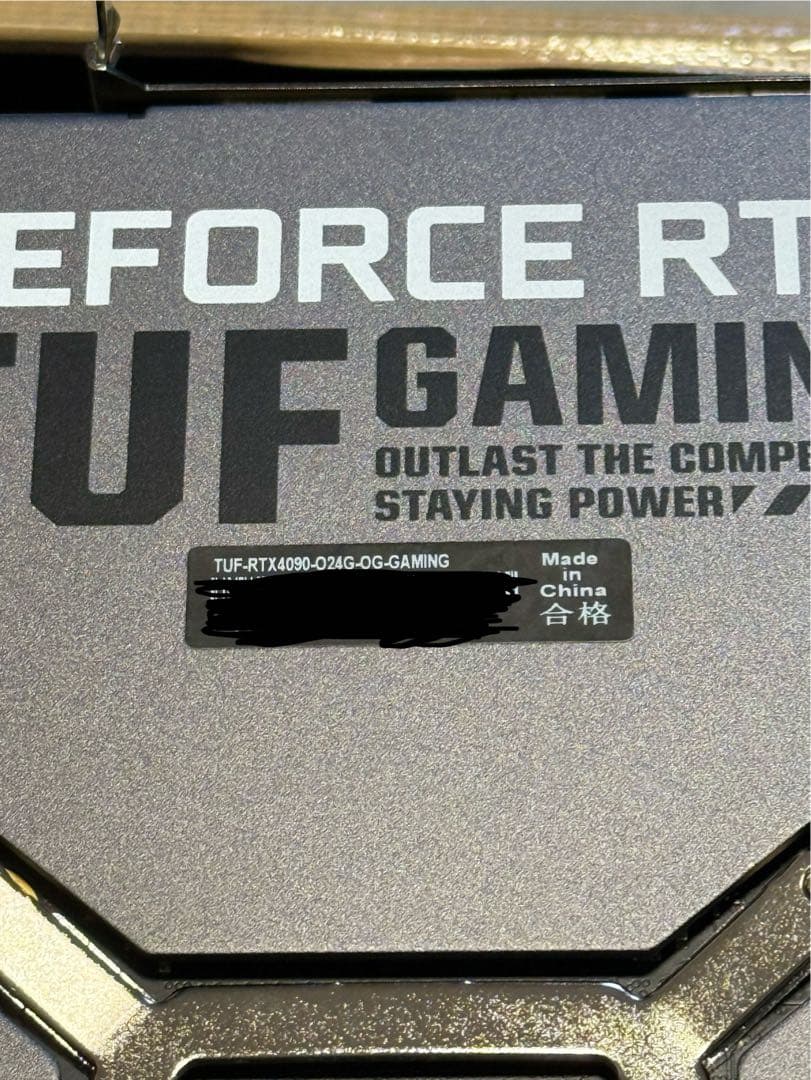 EFORCE RT
TUF GAMIN
OUTLAST THE COMPE
STAYING POWER
TUF-RTX4090-O24G-OG-GAMING
Made
in
China
合格